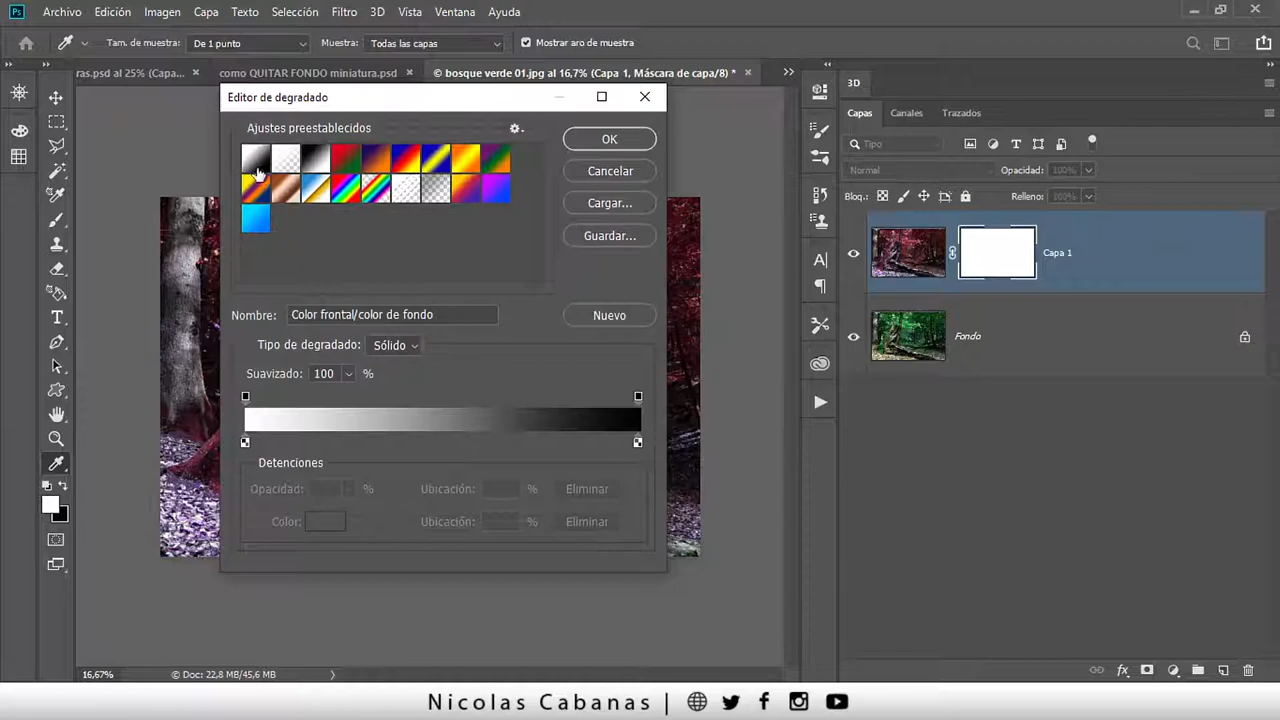 Archivo Edición Imagen Capa Texto Selección Filtro 3D Vista Ventana Ayuda
Tam. de muestra: De 1 punto Muestra: Todas las capas Mostrar aro de muestra
ras.psd al 25% (Capa... como QUITAR FONDO miniatura.psd © bosque verde 01.jpg al 16,7% (Capa 1, Máscara de capa/8) *
Editor de degradado
Ajustes preestablecidos
OK
Cancelar
Cargar...
Guardar...
Nombre: Color frontal/color de fondo Nuevo
Tipo de degradado: Sólido
Suavizado: 100 %
Detenciones
Opacidad: % Ubicación: % Eliminar
Color: Ubicación: % Eliminar
3D
Capas Canales Trazados
Tipo
Normal Opacidad: 100%
Bloq.: Relleno: 100%
Capa 1
Fondo
16,67% Doc: 22,8 MB/45,6 MB
Nicolas Cabanas |